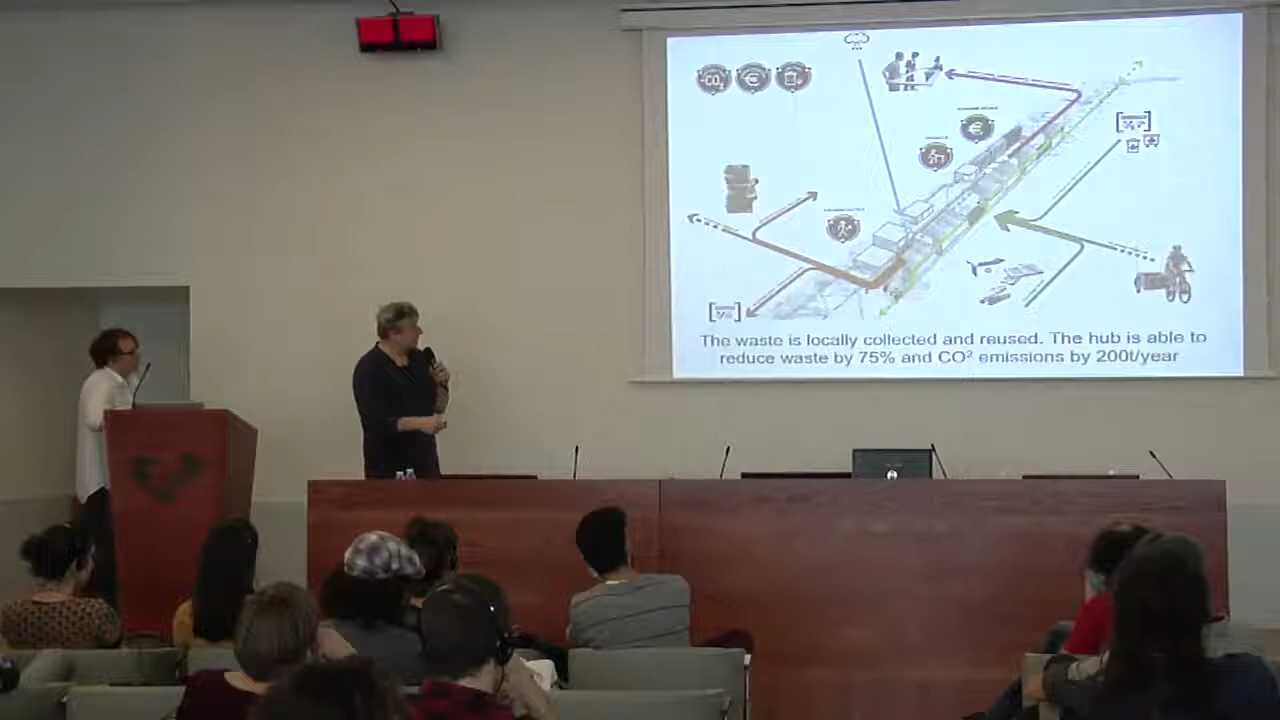 -CO₂
€
€
The waste is locally collected and reused. The hub is able to
reduce waste by 75% and CO² emissions by 200t/year